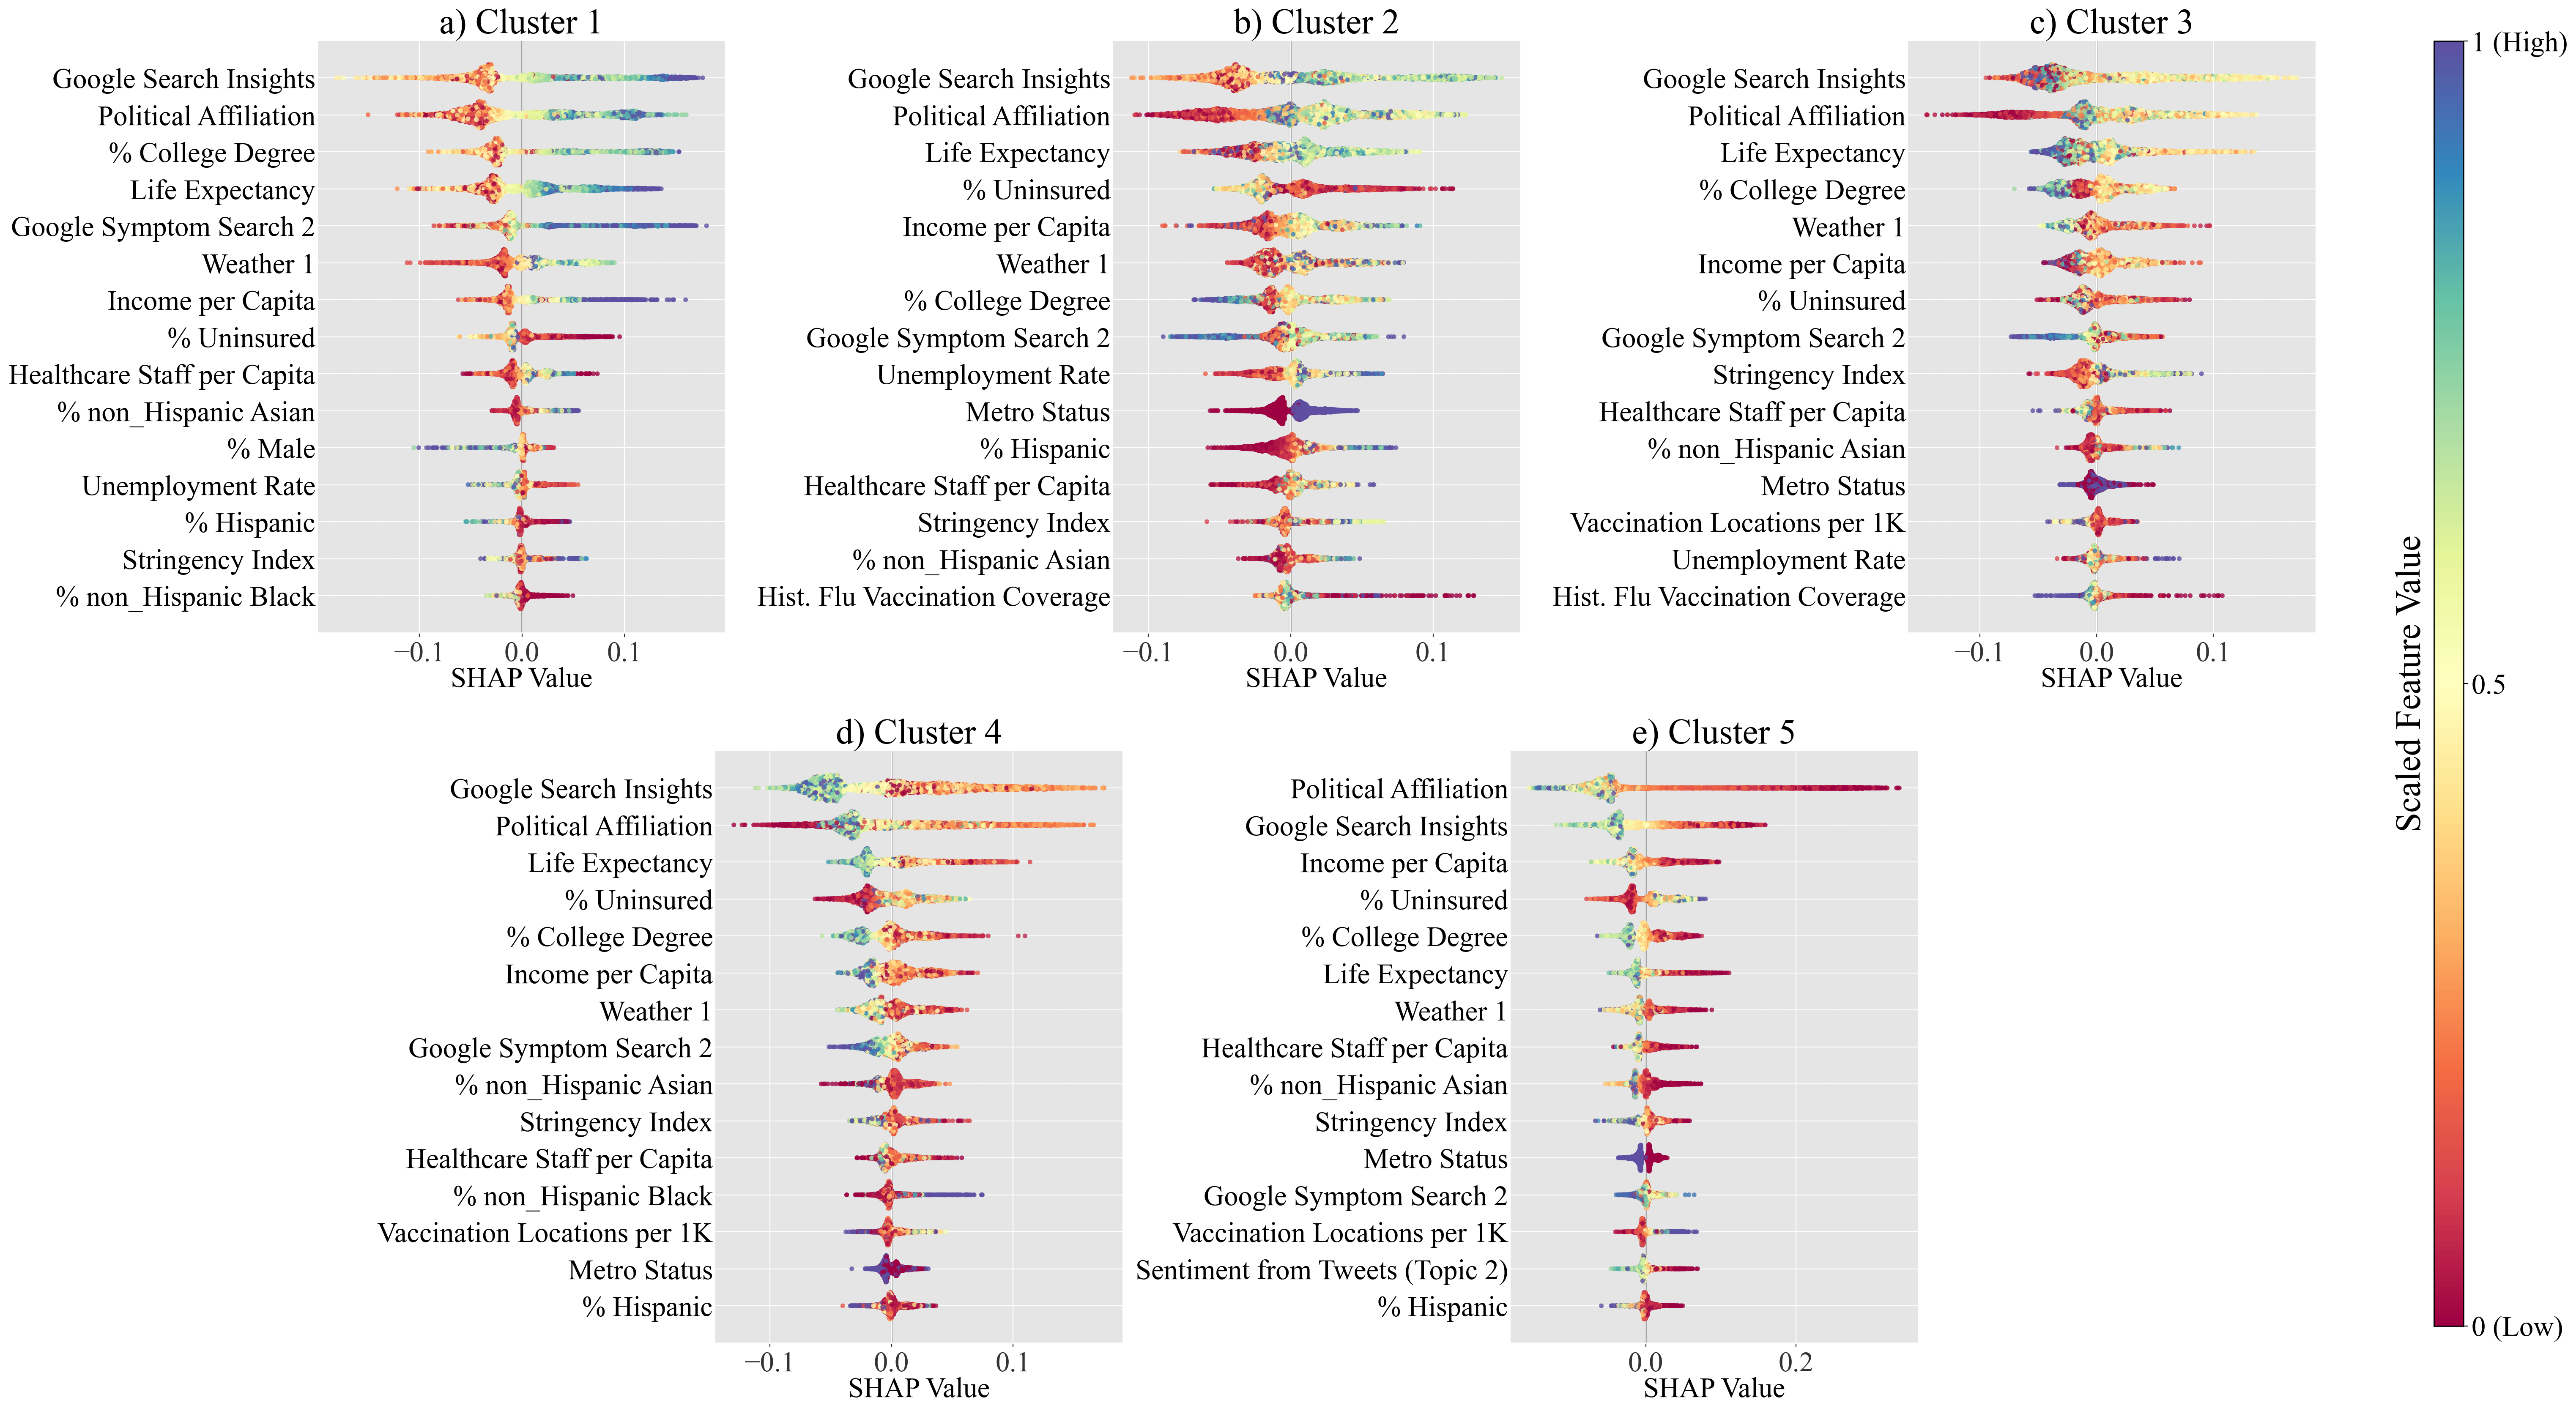 a) Cluster 1
Google Search Insights
Political Affiliation
% College Degree
Life Expectancy
Google Symptom Search 2
Weather 1
Income per Capita
% Uninsured
Healthcare Staff per Capita
% non_Hispanic Asian
% Male
Unemployment Rate
% Hispanic
Stringency Index
% non_Hispanic Black
−0.1 0.0 0.1
SHAP Value
b) Cluster 2
Google Search Insights
Political Affiliation
Life Expectancy
% Uninsured
Income per Capita
Weather 1
% College Degree
Google Symptom Search 2
Unemployment Rate
Metro Status
% Hispanic
Healthcare Staff per Capita
Stringency Index
% non_Hispanic Asian
Hist. Flu Vaccination Coverage
−0.1 0.0 0.1
SHAP Value
c) Cluster 3
Google Search Insights
Political Affiliation
Life Expectancy
% College Degree
Weather 1
Income per Capita
% Uninsured
Google Symptom Search 2
Stringency Index
Healthcare Staff per Capita
% non_Hispanic Asian
Metro Status
Vaccination Locations per 1K
Unemployment Rate
Hist. Flu Vaccination Coverage
−0.1 0.0 0.1
SHAP Value
d) Cluster 4
Google Search Insights
Political Affiliation
Life Expectancy
% Uninsured
% College Degree
Income per Capita
Weather 1
Google Symptom Search 2
% non_Hispanic Asian
Stringency Index
Healthcare Staff per Capita
% non_Hispanic Black
Vaccination Locations per 1K
Metro Status
% Hispanic
−0.1 0.0 0.1
SHAP Value
e) Cluster 5
Political Affiliation
Google Search Insights
Income per Capita
% Uninsured
% College Degree
Life Expectancy
Weather 1
Healthcare Staff per Capita
% non_Hispanic Asian
Stringency Index
Metro Status
Google Symptom Search 2
Vaccination Locations per 1K
Sentiment from Tweets (Topic 2)
% Hispanic
0.0 0.2
SHAP Value
1 (High)
0.5
0 (Low)
Scaled Feature Value